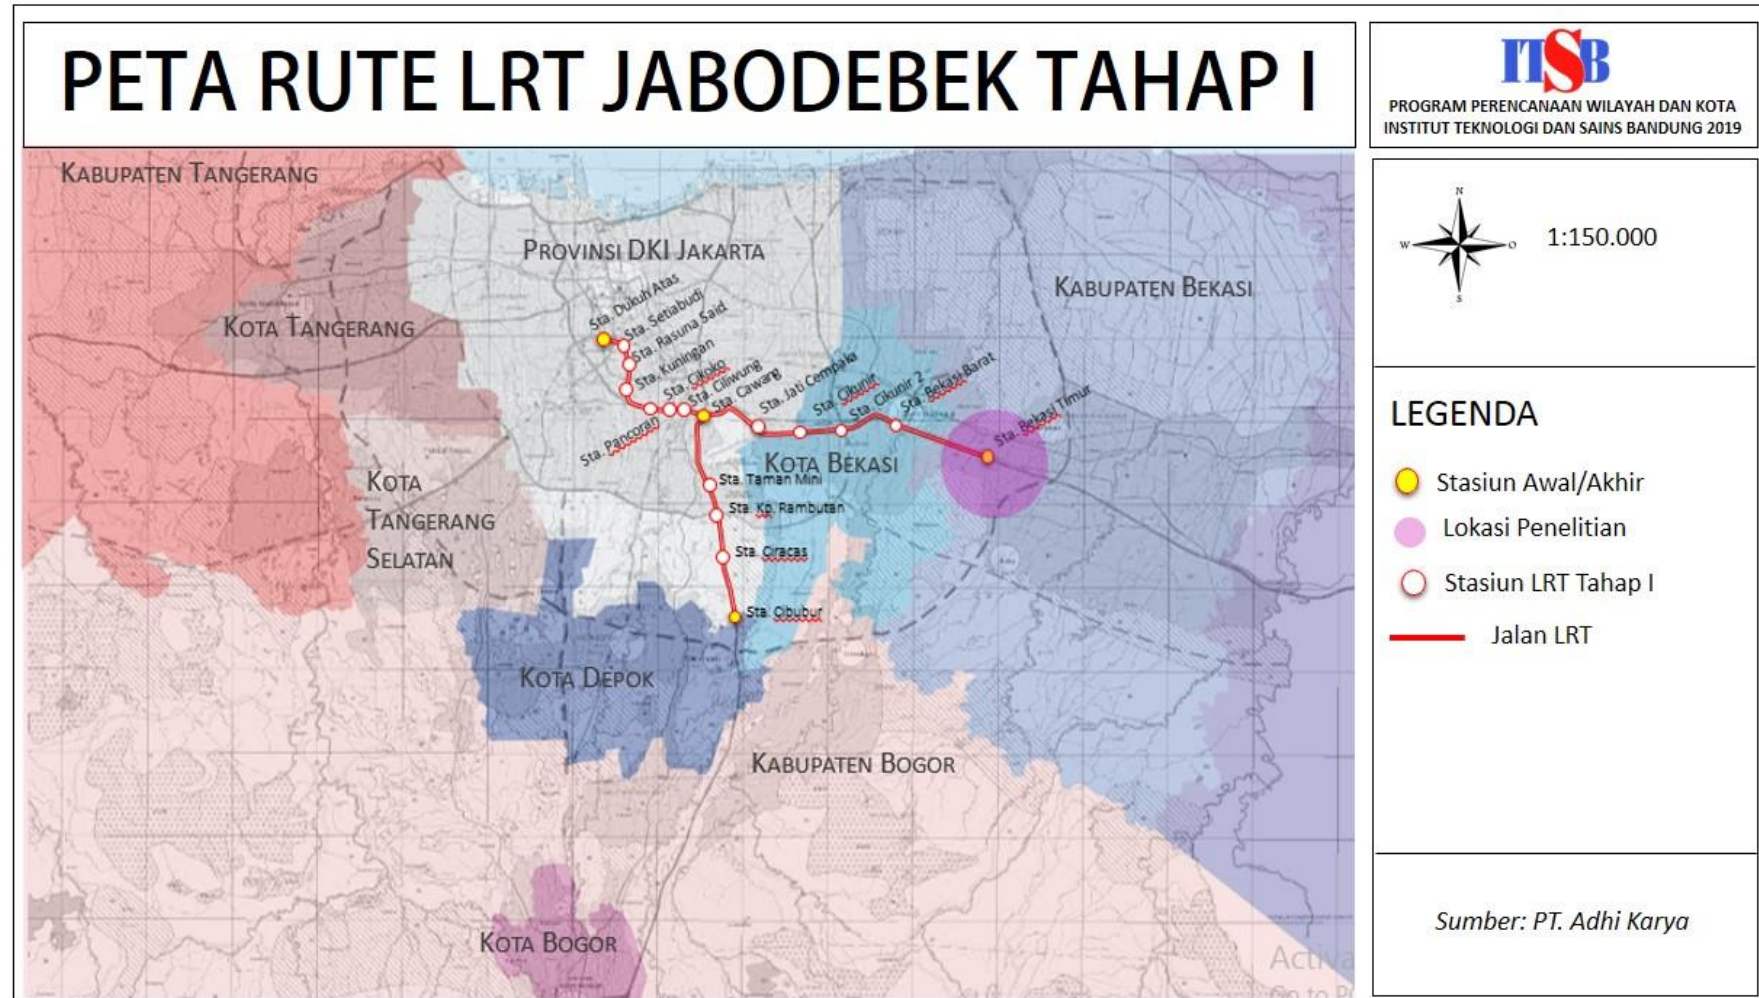 PETA RUTE LRT JABODEBEK TAHAP I
ITSB
PROGRAM PERENCANAAN WILAYAH DAN KOTA
INSTITUT TEKNOLOGI DAN SAINS BANDUNG 2019
N
W
O
S
1:150.000
LEGENDA
Stasiun Awal/Akhir
Lokasi Penelitian
Stasiun LRT Tahap I
Jalan LRT
Sumber: PT. Adhi Karya
KABUPATEN TANGERANG
PROVINSI DKI JAKARTA
KABUPATEN BEKASI
KOTA TANGERANG
Sta. Dukuh Atas
Sta. Setiabudi
Sta. Rasuna Said
Sta. Kuningan
Sta. Pancoran
Sta. Cikoko
Sta. Ciliwung
Sta. Cawang
Sta. Jati Cempaka
Sta. Cikunir
Sta. Cikunir 2
Sta. Bekasi Barat
Sta. Bekasi Timur
KOTA BEKASI
KOTA
TANGERANG
SELATAN
Sta. Taman Mini
Sta. Kp. Rambutan
Sta. Ciracas
Sta. Cibubur
KOTA DEPOK
KABUPATEN BOGOR
KOTA BOGOR